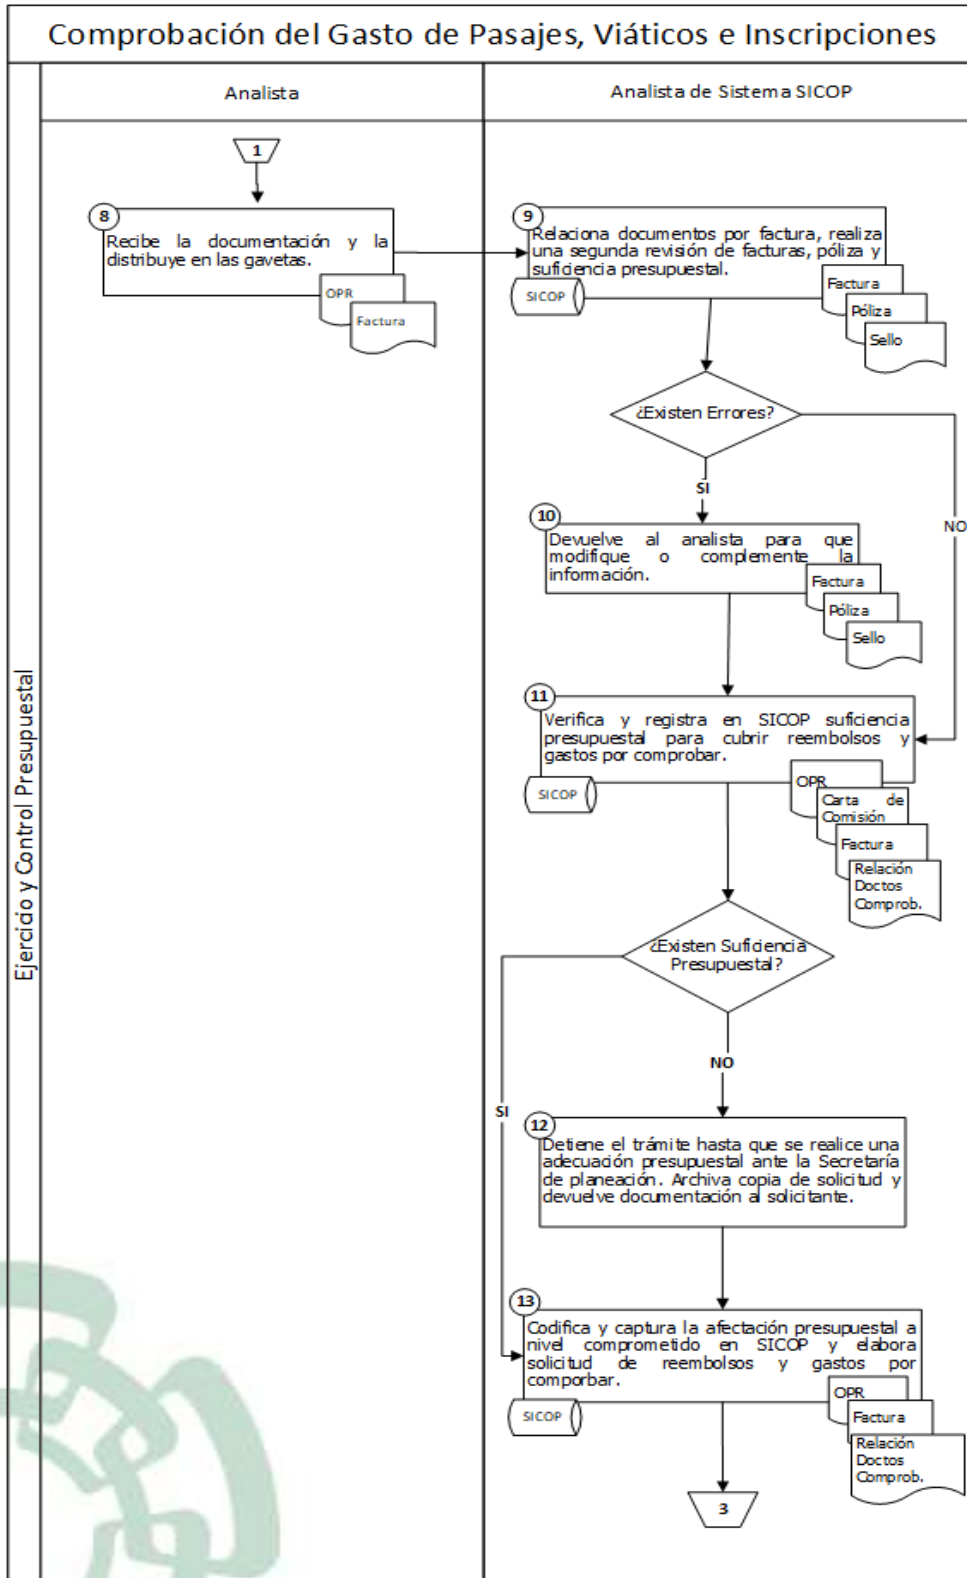 Comprobación del Gasto de Pasajes, Viáticos e Inscripciones
Ejercicio y Control Presupuestal
Analista
Analista de Sistema SICOP
1
8
Recibe la documentación y la
distribuye en las gavetas.
OPR
Factura
9
Relaciona documentos por factura, realiza
una segunda revisión de facturas, póliza y
suficiencia presupuestal.
SICOP
Factura
Póliza
Sello
¿Existen Errores?
SI
NO
10
Devuelve al analista para que
modifique o complemente la
información.
Factura
Póliza
Sello
11
Verifica y registra en SICOP suficiencia
presupuestal para cubrir reembolsos y
gastos por comprobar.
SICOP
OPR
Carta de
Comisión
Factura
Relación
Doctos
Comprob.
¿Existen Suficiencia
Presupuestal?
NO
SI
12
Detiene el trámite hasta que se realice una
adecuación presupuestal ante la Secretaría
de planeación. Archiva copia de solicitud y
devuelve documentación al solicitante.
13
Codifica y captura la afectación presupuestal a
nivel comprometido en SICOP y elabora
solicitud de reembolsos y gastos por
comporbar.
SICOP
OPR
Factura
Relación
Doctos
Comprob.
3